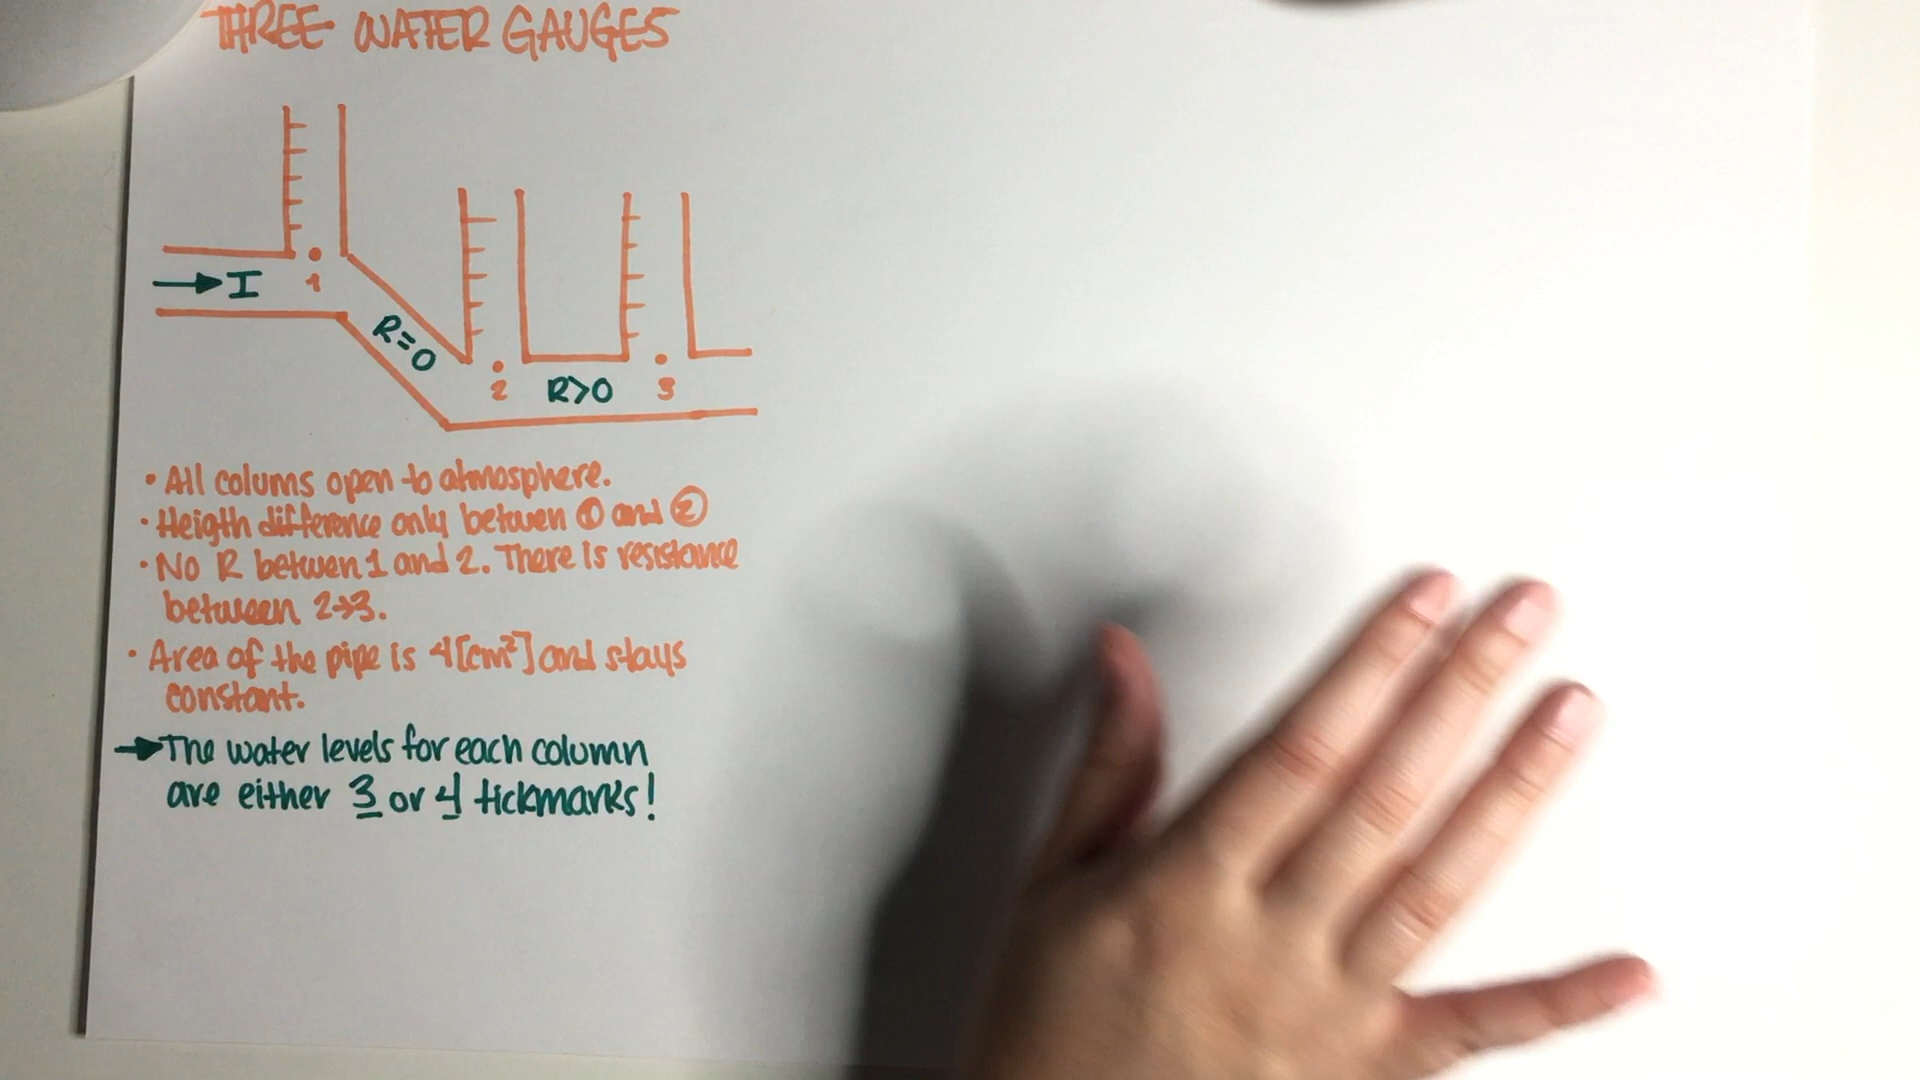 THREE WATER GAUGES
I
1
R=0
2
R>0
3
• All colums open to atmosphere.
• Heigth difference only betwen ① and ②
• No R betwen 1 and 2. There is resistance
between 2→3.
• Area of the pipe is 4[cm²] and stays
constant.
→ The water levels for each column
are either 3 or 4 tickmarks!